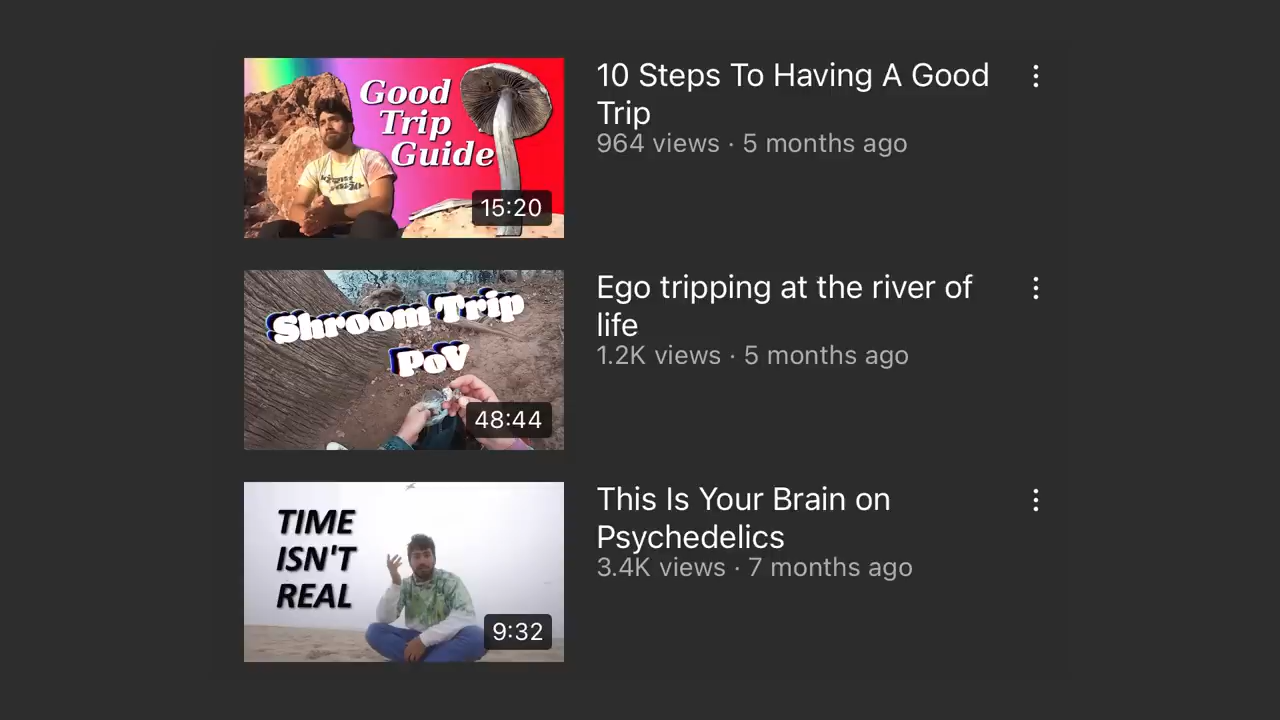 Good
Trip
Guide
15:20
10 Steps To Having A Good
Trip
964 views · 5 months ago
Shroom Trip
PoV
48:44
Ego tripping at the river of
life
1.2K views · 5 months ago
TIME
ISN'T
REAL
9:32
This Is Your Brain on
Psychedelics
3.4K views · 7 months ago